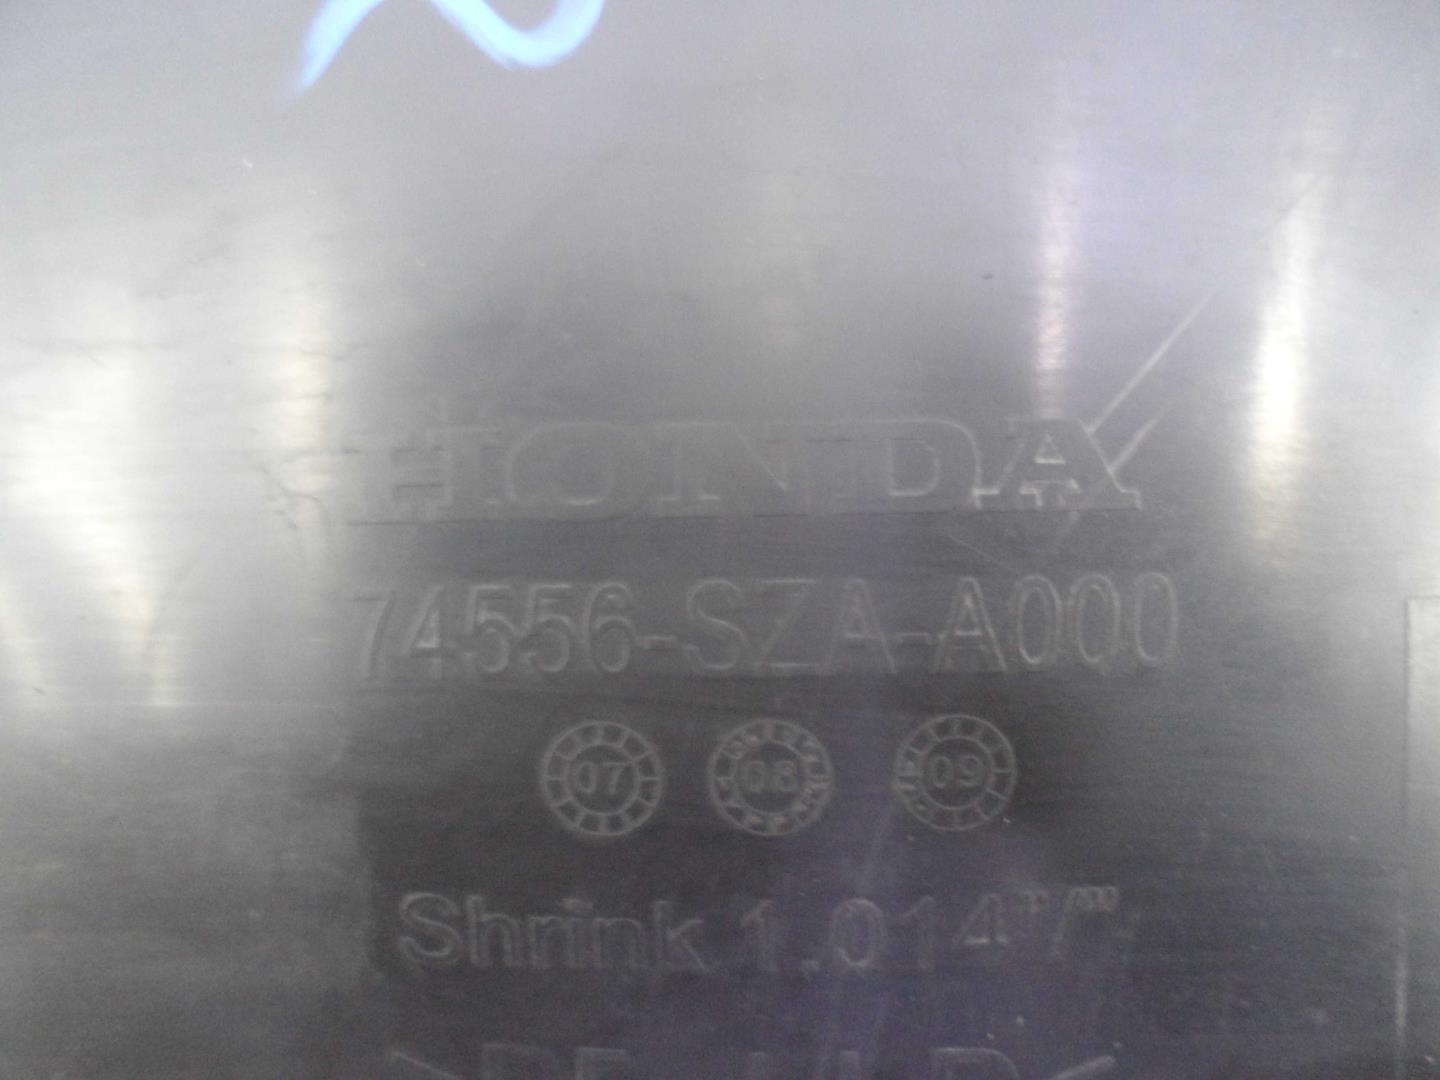 HONDA
74556-SZA-A000
07 08 09
Shrink 1.014"/""